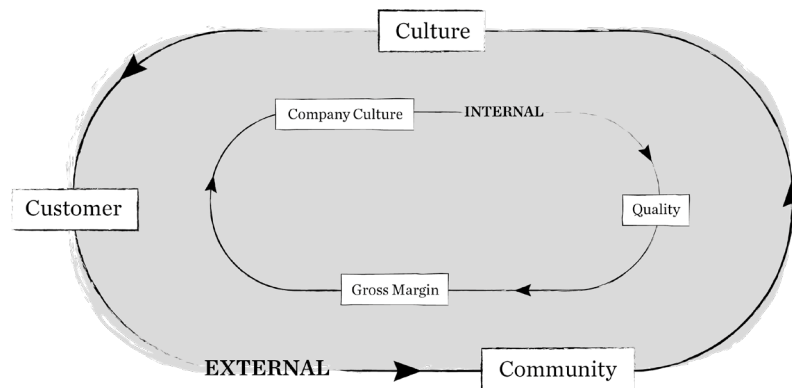 Culture
Company Culture
INTERNAL
Customer
Quality
Gross Margin
EXTERNAL
Community